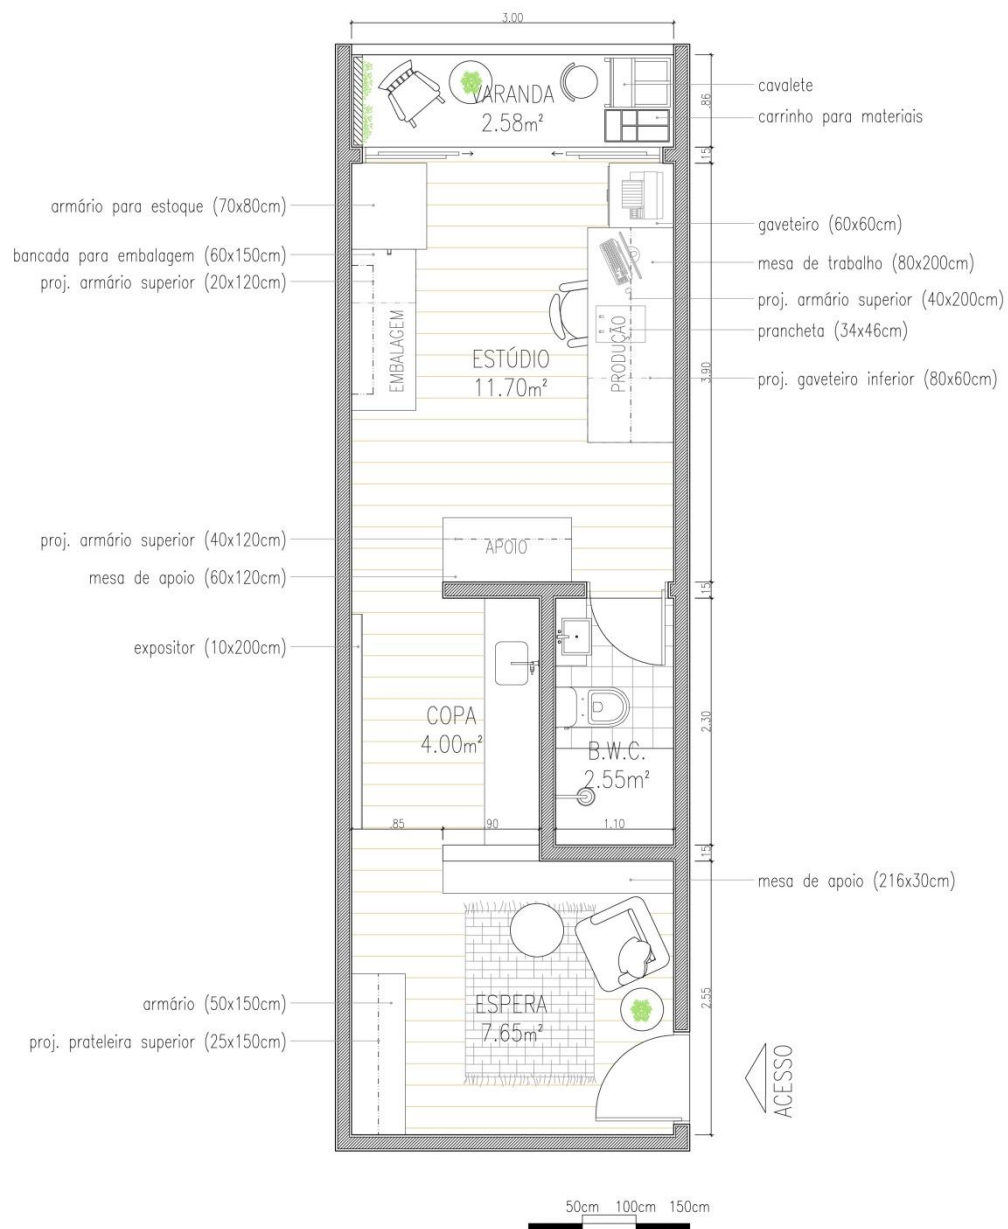 3.00
VARANDA
2.58m²
.86
cavalete
carrinho para materiais
.15
armário para estoque (70x80cm)
bancada para embalagem (60x150cm)
proj. armário superior (20x120cm)
EMBALAGEM
ESTÚDIO
11.70m²
PRODUÇÃO
gaveteiro (60x60cm)
mesa de trabalho (80x200cm)
proj. armário superior (40x200cm)
prancheta (34x46cm)
proj. gaveteiro inferior (80x60cm)
3.90
proj. armário superior (40x120cm)
mesa de apoio (60x120cm)
APOIO
.15
expositor (10x200cm)
COPA
4.00m²
B.W.C.
2.55m²
2.30
.85
.90
1.10
.15
mesa de apoio (216x30cm)
armário (50x150cm)
proj. prateleira superior (25x150cm)
ESPERA
7.65m²
2.55
ACESSO
50cm 100cm 150cm